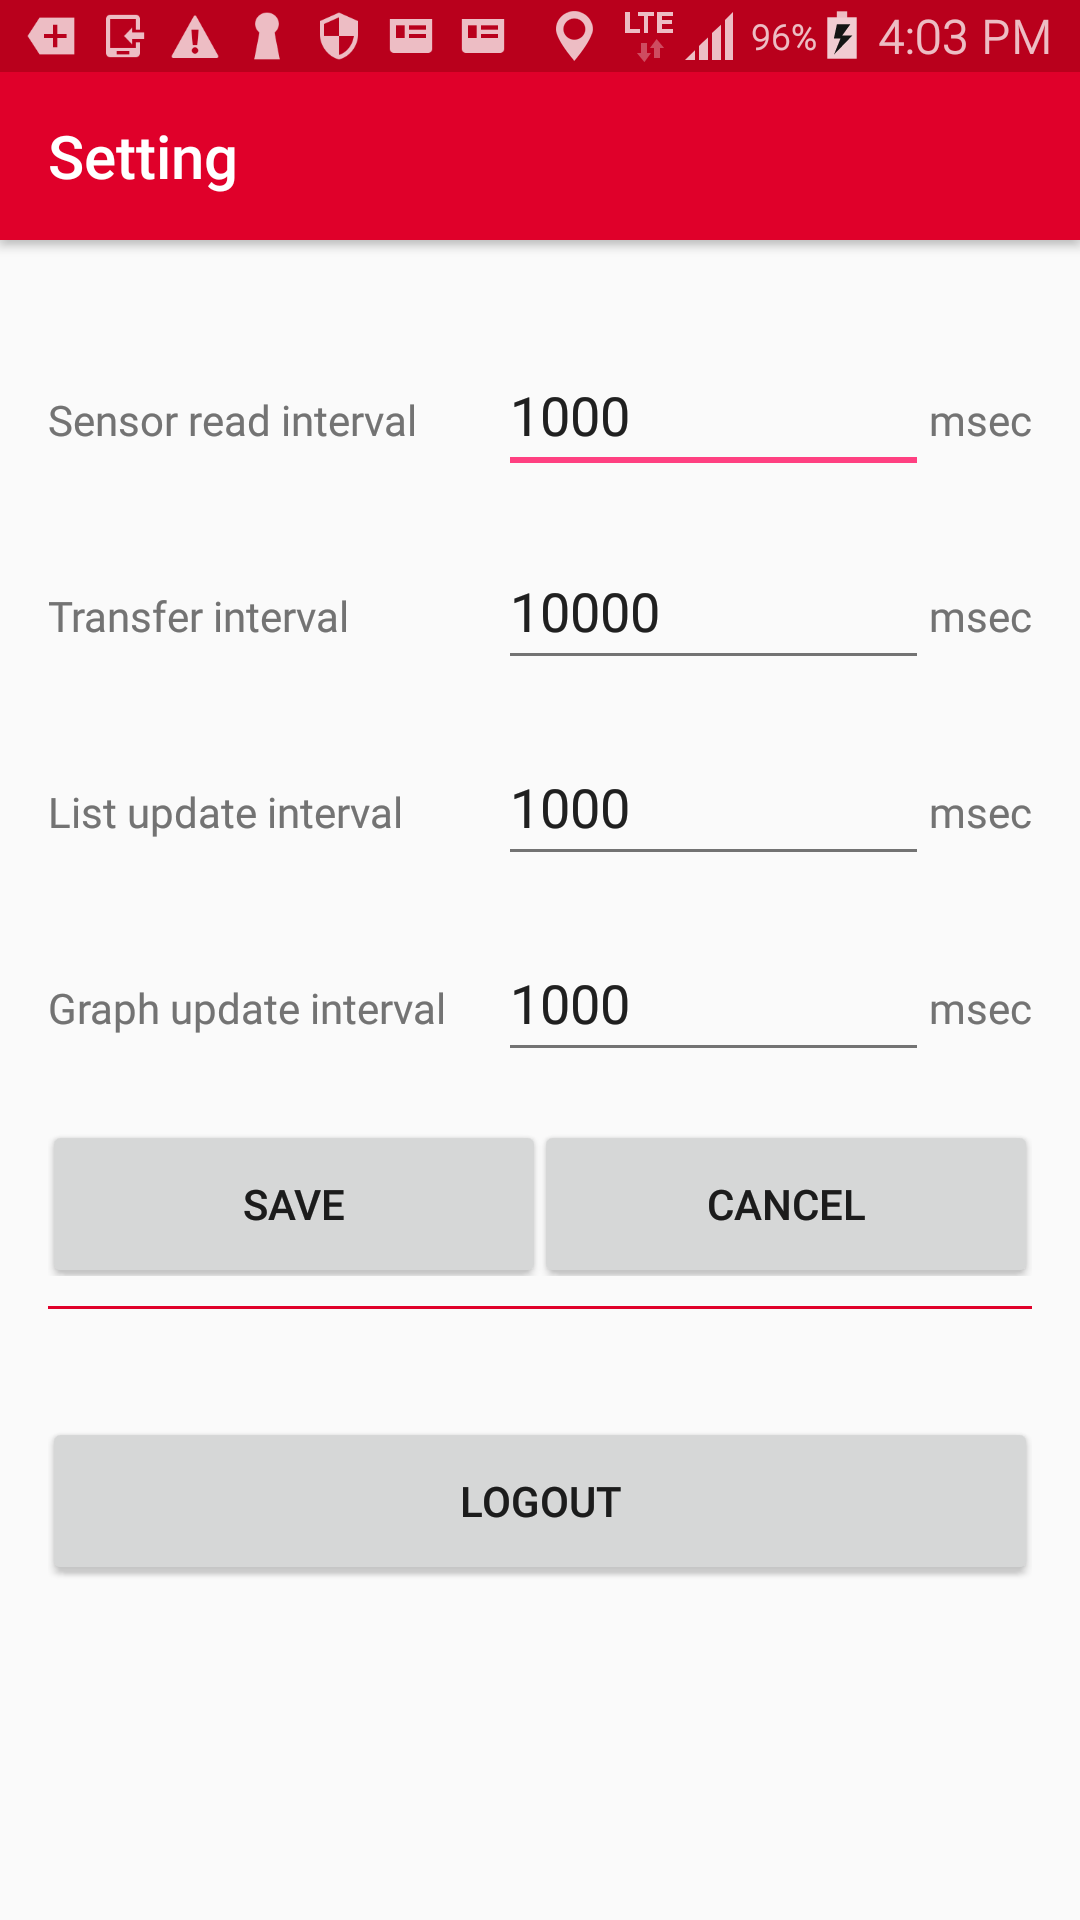 LTE 96% 4:03 PM
Setting
Sensor read interval 1000 msec
Transfer interval 10000 msec
List update interval 1000 msec
Graph update interval 1000 msec
SAVE CANCEL
LOGOUT